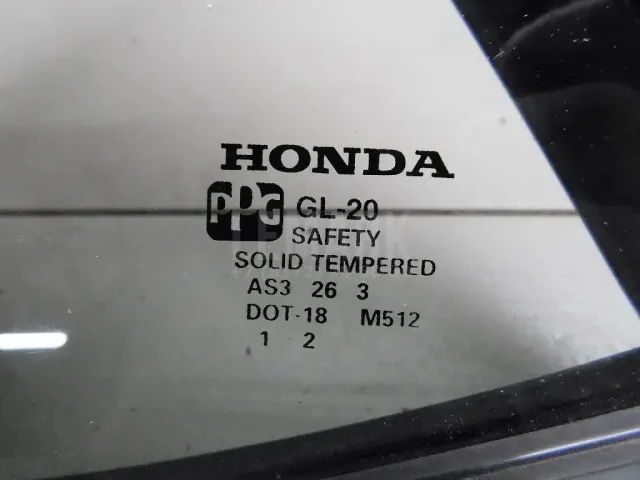 HONDA
PPG GL-20
SAFETY
SOLID TEMPERED
AS3 26 3
DOT-18 M512
1 2